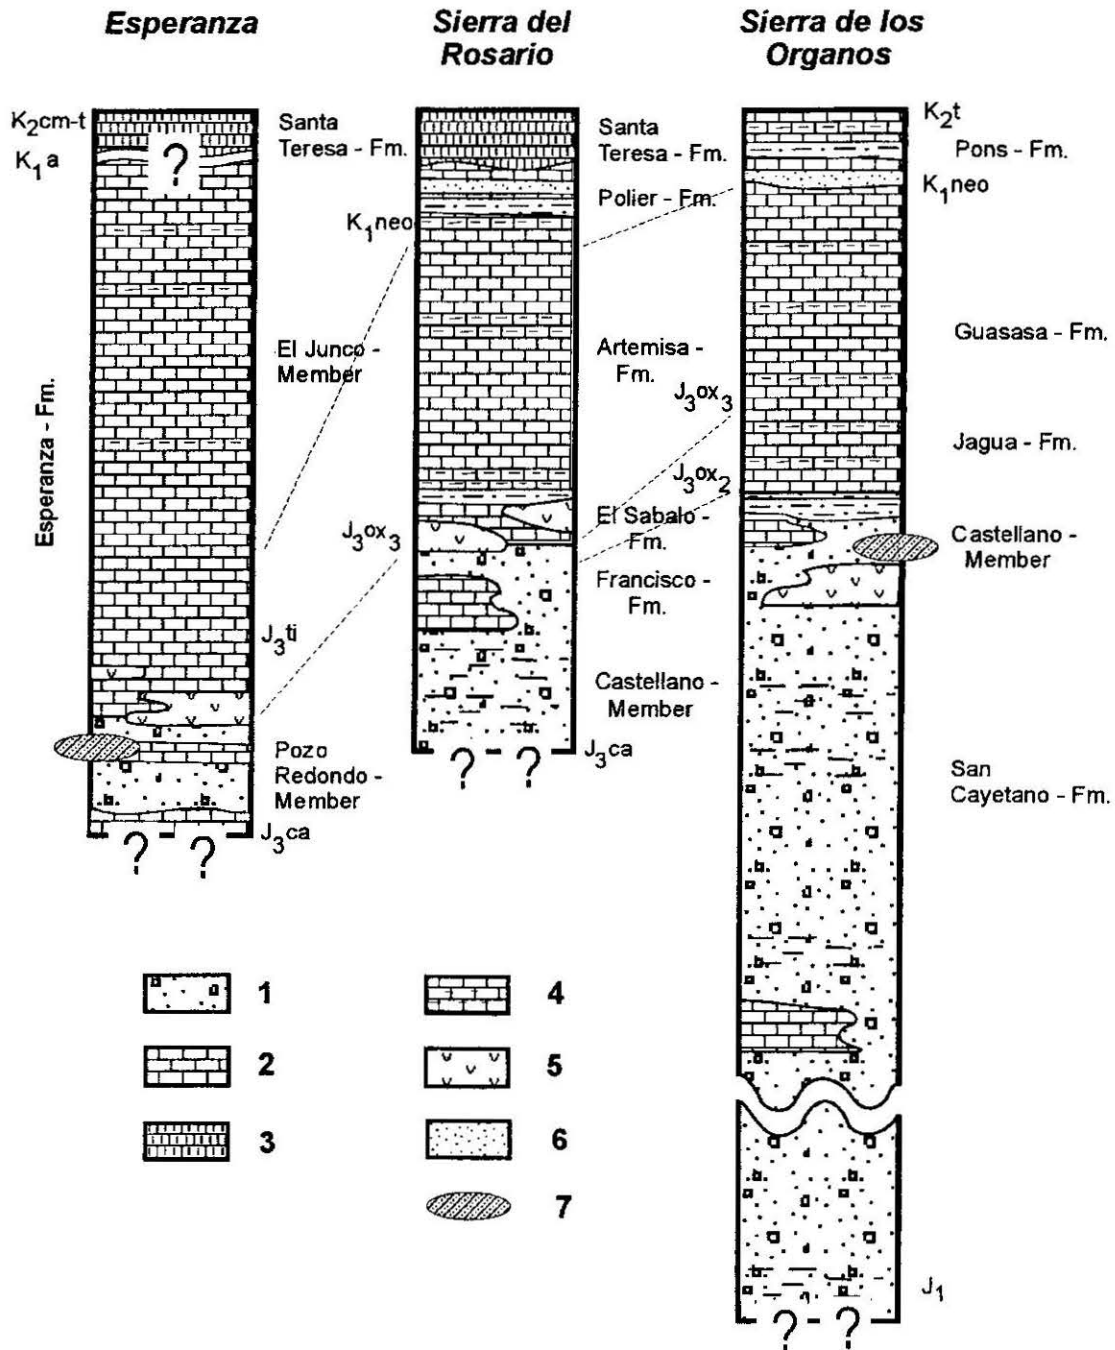 Esperanza
Sierra del
Rosario
Sierra de los
Organos
K2cm-t
K1a
?
Santa
Teresa - Fm.
El Junco -
Member
Esperanza - Fm.
J3ti
Pozo
Redondo -
Member
J3ca
? ?
Santa
Teresa - Fm.
Polier - Fm.
K1neo
Artemisa -
Fm.
J3ox3
El Sabalo -
Fm.
Francisco -
Fm.
Castellano -
Member
J3ca
? ?
K2t
Pons - Fm.
K1neo
Guasasa - Fm.
J3ox3
Jagua - Fm.
J3ox2
Castellano -
Member
San
Cayetano - Fm.
J1
? ?
1
2
3
4
5
6
7